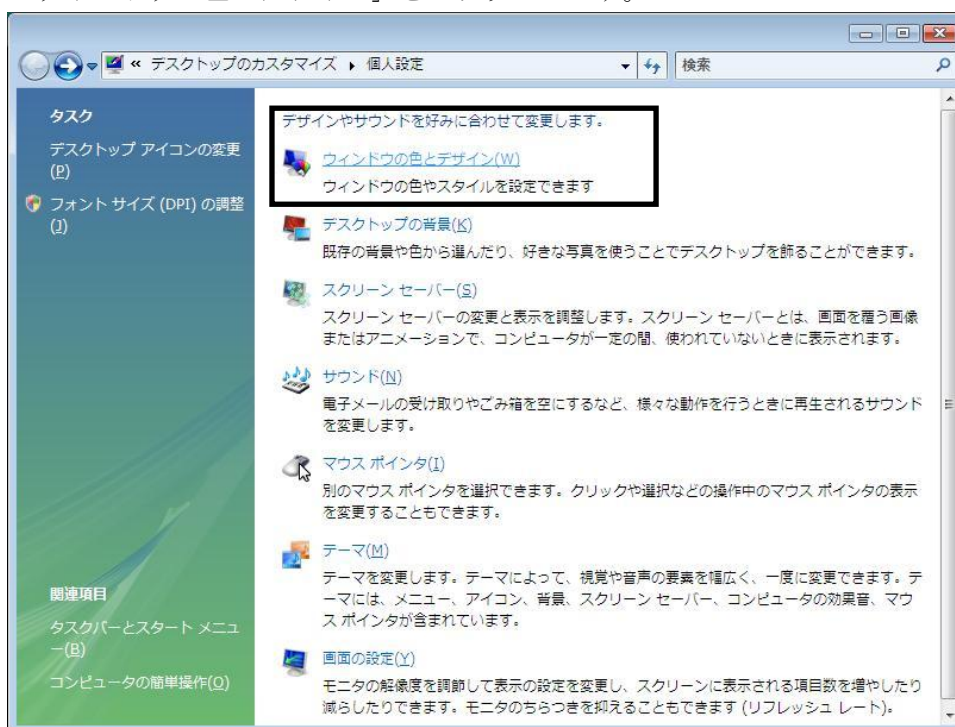 « デスクトップのカスタマイズ ▸ 個人設定
検索
タスク
デスクトップ アイコンの変更
(P)
フォント サイズ (DPI) の調整
(J)
関連項目
タスクバーとスタート メニュ
ー(B)
コンピュータの簡単操作(O)
デザインやサウンドを好みに合わせて変更します。
ウィンドウの色とデザイン(W)
ウィンドウの色やスタイルを設定できます
デスクトップの背景(K)
既存の背景や色から選んだり、好きな写真を使うことでデスクトップを飾ることができます。
スクリーン セーバー(S)
スクリーン セーバーの変更と表示を調整します。スクリーン セーバーとは、画面を覆う画像
またはアニメーションで、コンピュータが一定の間、使われていないときに表示されます。
サウンド(N)
電子メールの受け取りやごみ箱を空にするなど、様々な動作を行うときに再生されるサウンド
を変更します。
マウス ポインタ(I)
別のマウス ポインタを選択できます。クリックや選択などの操作中のマウス ポインタの表示
を変更することもできます。
テーマ(M)
テーマを変更します。テーマによって、視覚や音声の要素を幅広く、一度に変更できます。テ
ーマには、メニュー、アイコン、背景、スクリーン セーバー、コンピュータの効果音、マウ
ス ポインタが含まれています。
画面の設定(Y)
モニタの解像度を調節して表示の設定を変更し、スクリーンに表示される項目数を増やしたり
減らしたりできます。モニタのちらつきを抑えることもできます (リフレッシュ レート)。